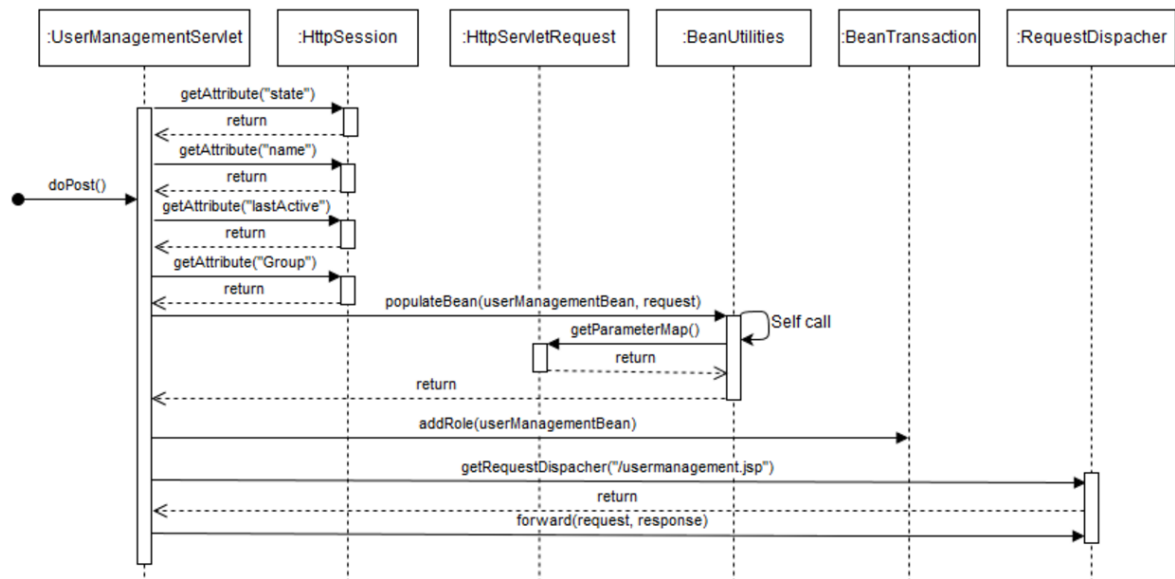 :UserManagementServlet
:HttpSession
:HttpServletRequest
:BeanUtilities
:BeanTransaction
:RequestDispacher
getAttribute("state")
return
getAttribute("name")
return
doPost()
getAttribute("lastActive")
return
getAttribute("Group")
return
populateBean(userManagementBean, request)
Self call
getParameterMap()
return
return
addRole(userManagementBean)
getRequestDispacher("/usermanagement.jsp")
return
forward(request, response)